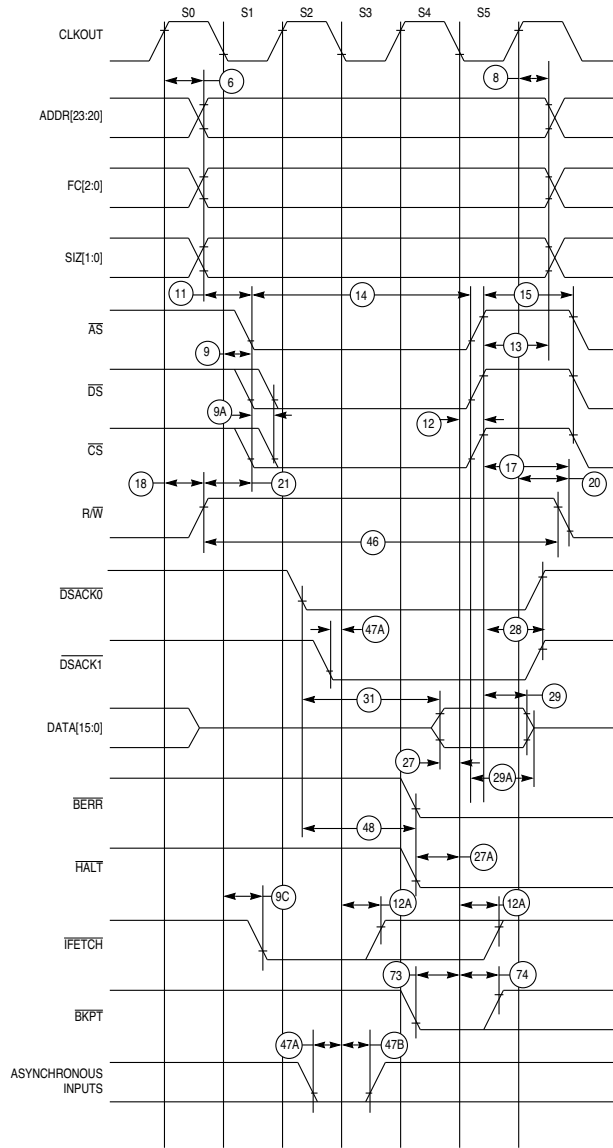 S0 S1 S2 S3 S4 S5
CLKOUT
6 8
ADDR[23:20]
FC[2:0]
SIZ[1:0]
11 14 15
AS
9 13
DS
9A 12
CS
17
18 21 20
R/W
46
DSACK0
47A 28
DSACK1
31 29
DATA[15:0]
27 29A
BERR
48
27A
HALT
9C 12A 12A
IFETCH
73 74
BKPT
47A 47B
ASYNCHRONOUS
INPUTS